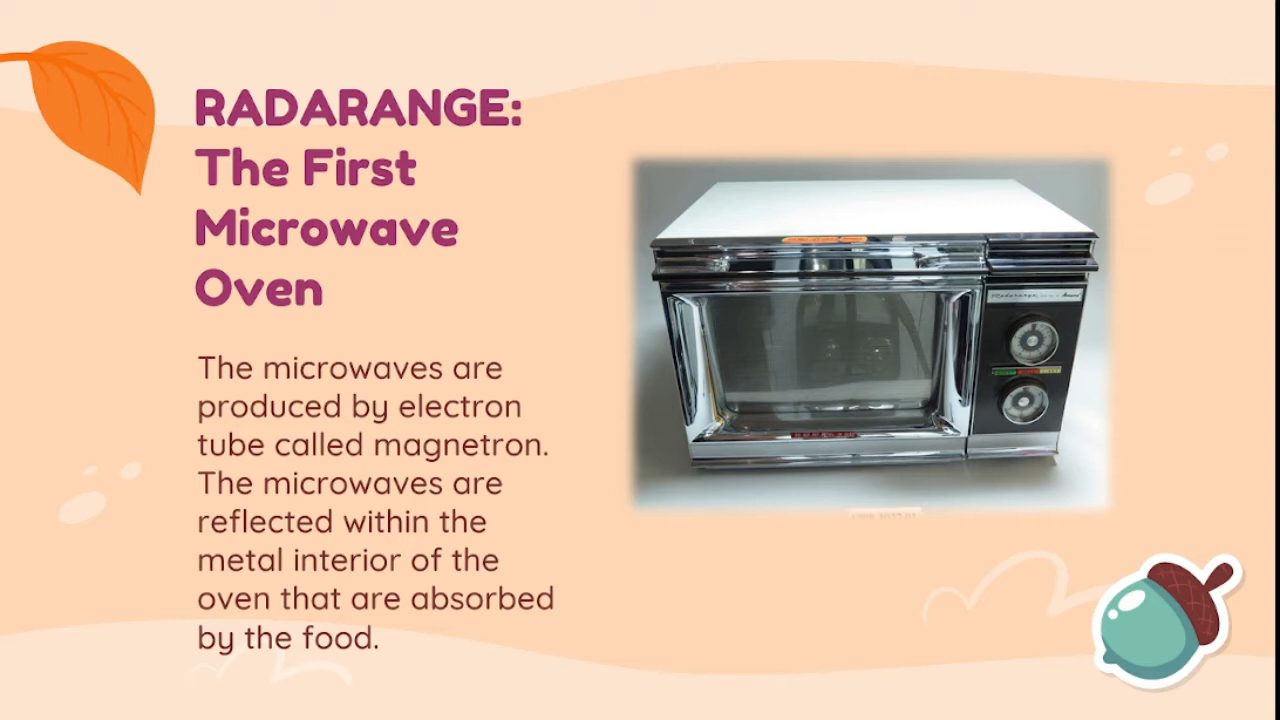 RADARANGE:
The First
Microwave
Oven
The microwaves are
produced by electron
tube called magnetron.
The microwaves are
reflected within the
metal interior of the
oven that are absorbed
by the food.
Radarange